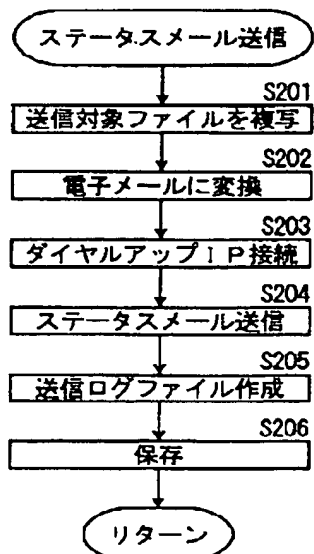 ステータスメール送信
S201
送信対象ファイルを複写
S202
電子メールに変換
S203
ダイヤルアップIP接続
S204
ステータスメール送信
S205
送信ログファイル作成
S206
保存
リターン